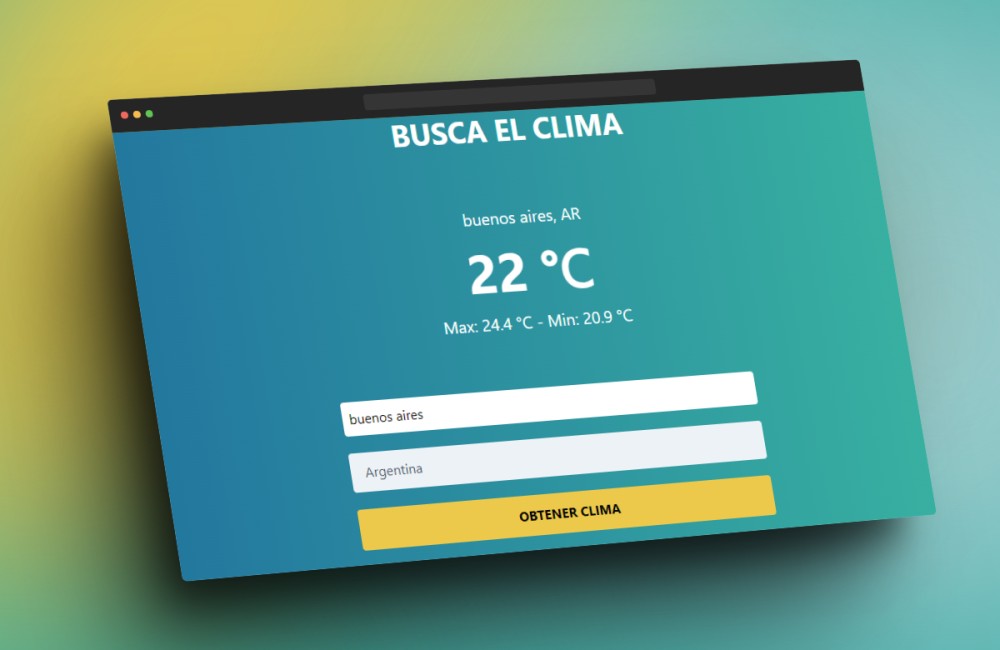 BUSCA EL CLIMA
buenos aires, AR
22 °C
Max: 24.4 °C - Min: 20.9 °C
buenos aires
Argentina
OBTENER CLIMA